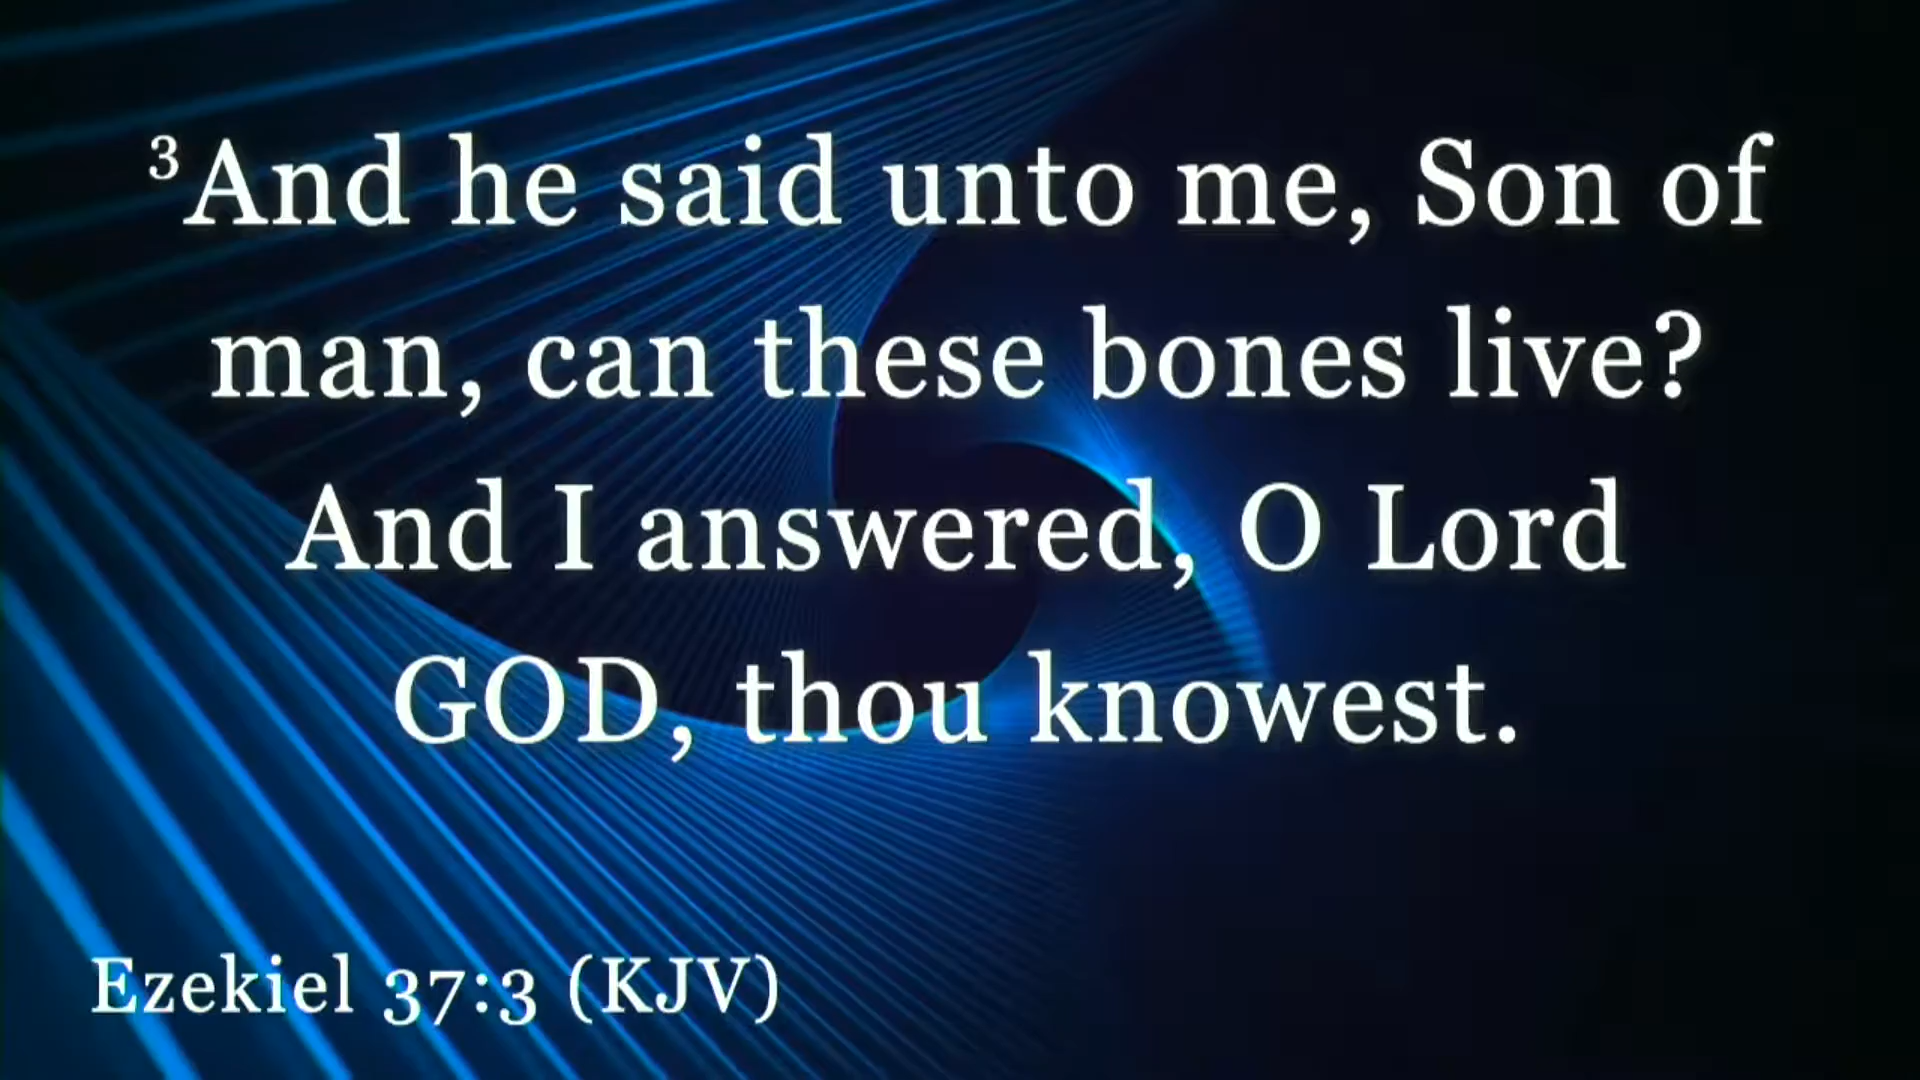 ³And he said unto me, Son of
man, can these bones live?
And I answered, O Lord
GOD, thou knowest.
Ezekiel 37:3 (KJV)